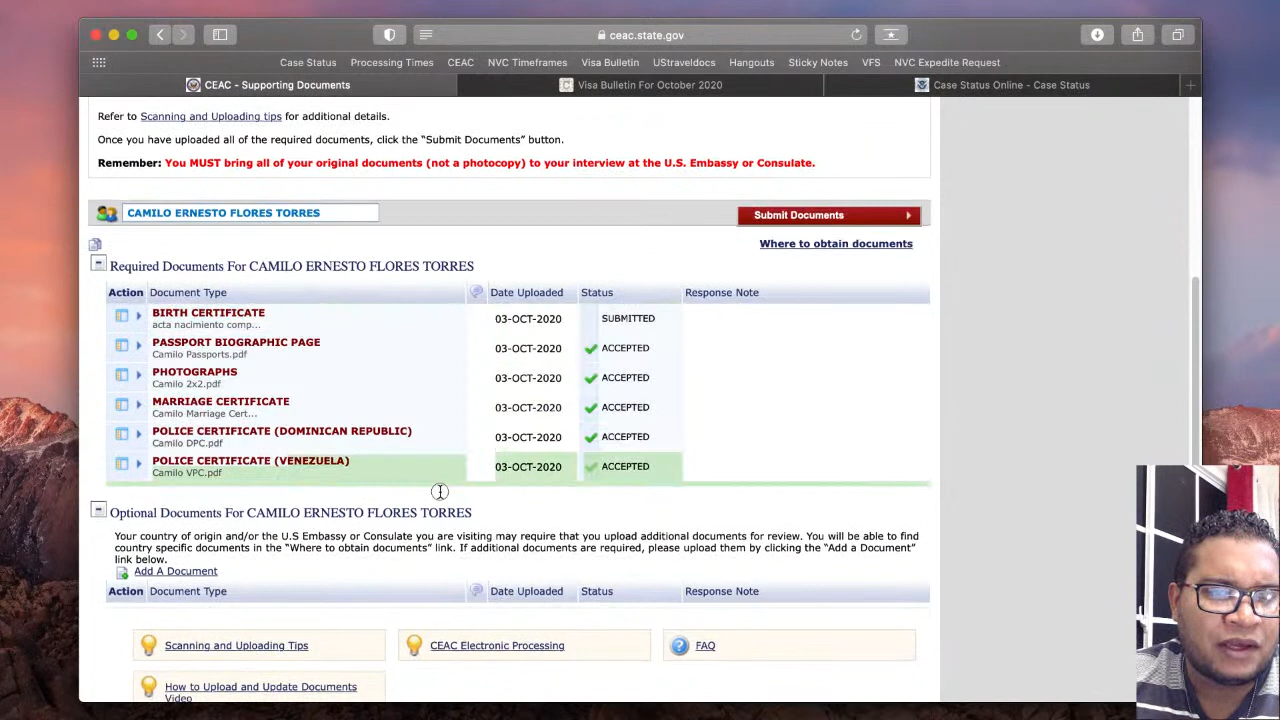 ceac.state.gov
Case Status Processing Times CEAC NVC Timeframes Visa Bulletin UStraveldocs Hangouts Sticky Notes VFS NVC Expedite Request
CEAC - Supporting Documents Visa Bulletin For October 2020 Case Status Online - Case Status
Refer to Scanning and Uploading tips for additional details.
Once you have uploaded all of the required documents, click the “Submit Documents” button.
Remember: You MUST bring all of your original documents (not a photocopy) to your interview at the U.S. Embassy or Consulate.
CAMILO ERNESTO FLORES TORRES Submit Documents
Where to obtain documents
Required Documents For CAMILO ERNESTO FLORES TORRES
Action Document Type Date Uploaded Status Response Note
BIRTH CERTIFICATE 03-OCT-2020 SUBMITTED
acta nacimiento comp...
PASSPORT BIOGRAPHIC PAGE 03-OCT-2020 ACCEPTED
Camilo Passports.pdf
PHOTOGRAPHS 03-OCT-2020 ACCEPTED
Camilo 2x2.pdf
MARRIAGE CERTIFICATE 03-OCT-2020 ACCEPTED
Camilo Marriage Cert...
POLICE CERTIFICATE (DOMINICAN REPUBLIC) 03-OCT-2020 ACCEPTED
Camilo DPC.pdf
POLICE CERTIFICATE (VENEZUELA) 03-OCT-2020 ACCEPTED
Camilo VPC.pdf
Optional Documents For CAMILO ERNESTO FLORES TORRES
Your country of origin and/or the U.S Embassy or Consulate you are visiting may require that you upload additional documents for review. You will be able to find
country specific documents in the “Where to obtain documents” link. If additional documents are required, please upload them by clicking the “Add a Document”
link below.
Add A Document
Action Document Type Date Uploaded Status Response Note
Scanning and Uploading Tips CEAC Electronic Processing FAQ
How to Upload and Update Documents
Video